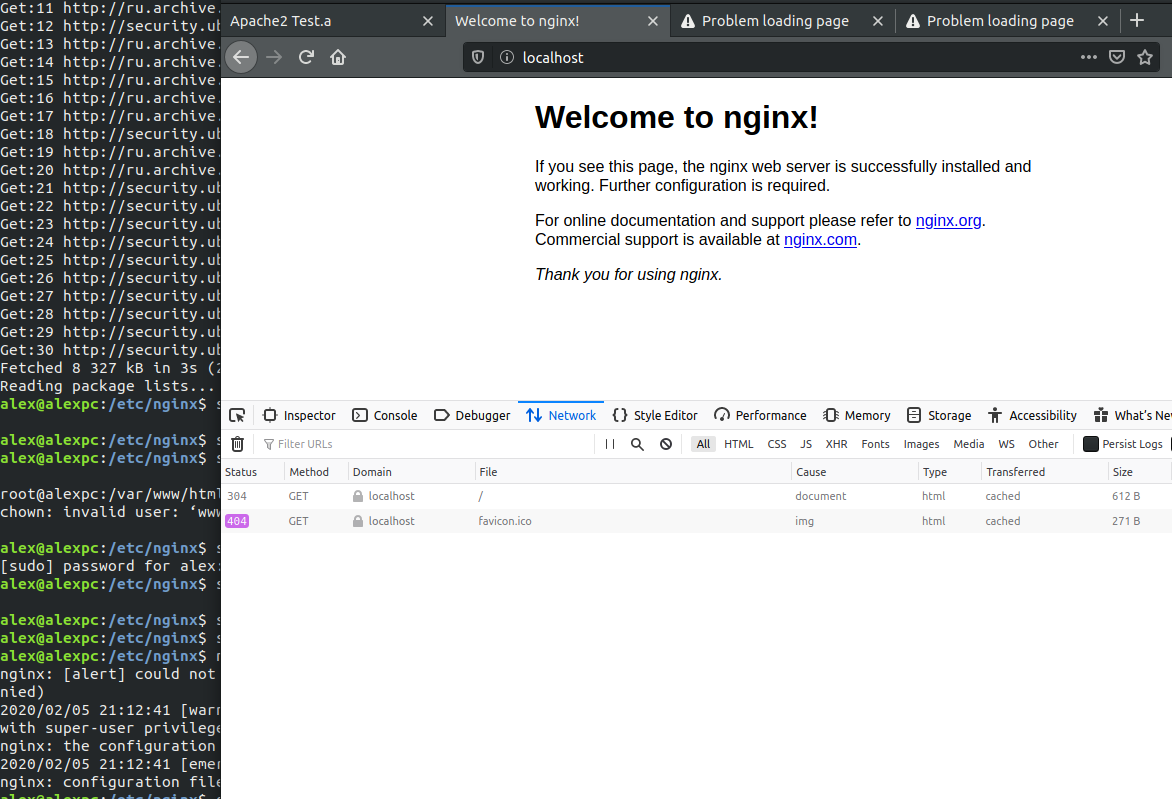 Get:11 http://ru.archive.
Get:12 http://security.ub
Get:13 http://ru.archive.
Get:14 http://ru.archive.
Get:15 http://ru.archive.
Get:16 http://ru.archive.
Get:17 http://ru.archive.
Get:18 http://security.ub
Get:19 http://ru.archive.
Get:20 http://ru.archive.
Get:21 http://security.ub
Get:22 http://security.ub
Get:23 http://security.ub
Get:24 http://security.ub
Get:25 http://security.ub
Get:26 http://security.ub
Get:27 http://security.ub
Get:28 http://security.ub
Get:29 http://security.ub
Get:30 http://security.ub
Fetched 8 327 kB in 3s (2
Reading package lists...
alex@alexpc:/etc/nginx$ s
alex@alexpc:/etc/nginx$ s
alex@alexpc:/etc/nginx$ s
root@alexpc:/var/www/html
chown: invalid user: ‘www
alex@alexpc:/etc/nginx$ s
[sudo] password for alex:
alex@alexpc:/etc/nginx$ s
alex@alexpc:/etc/nginx$ s
alex@alexpc:/etc/nginx$ s
alex@alexpc:/etc/nginx$ n
nginx: [alert] could not
nied)
2020/02/05 21:12:41 [warn
with super-user privilege
nginx: the configuration
2020/02/05 21:12:41 [emer
nginx: configuration file
alex@alexpc:/etc/nginx$
Apache2 Test.a Welcome to nginx! Problem loading page Problem loading page
localhost
Welcome to nginx!
If you see this page, the nginx web server is successfully installed and
working. Further configuration is required.
For online documentation and support please refer to nginx.org.
Commercial support is available at nginx.com.
Thank you for using nginx.
Inspector Console Debugger Network Style Editor Performance Memory Storage Accessibility What's Ne
Filter URLs All HTML CSS JS XHR Fonts Images Media WS Other Persist Logs
Status Method Domain File Cause Type Transferred Size
304 GET localhost / document html cached 612 B
404 GET localhost favicon.ico img html cached 271 B